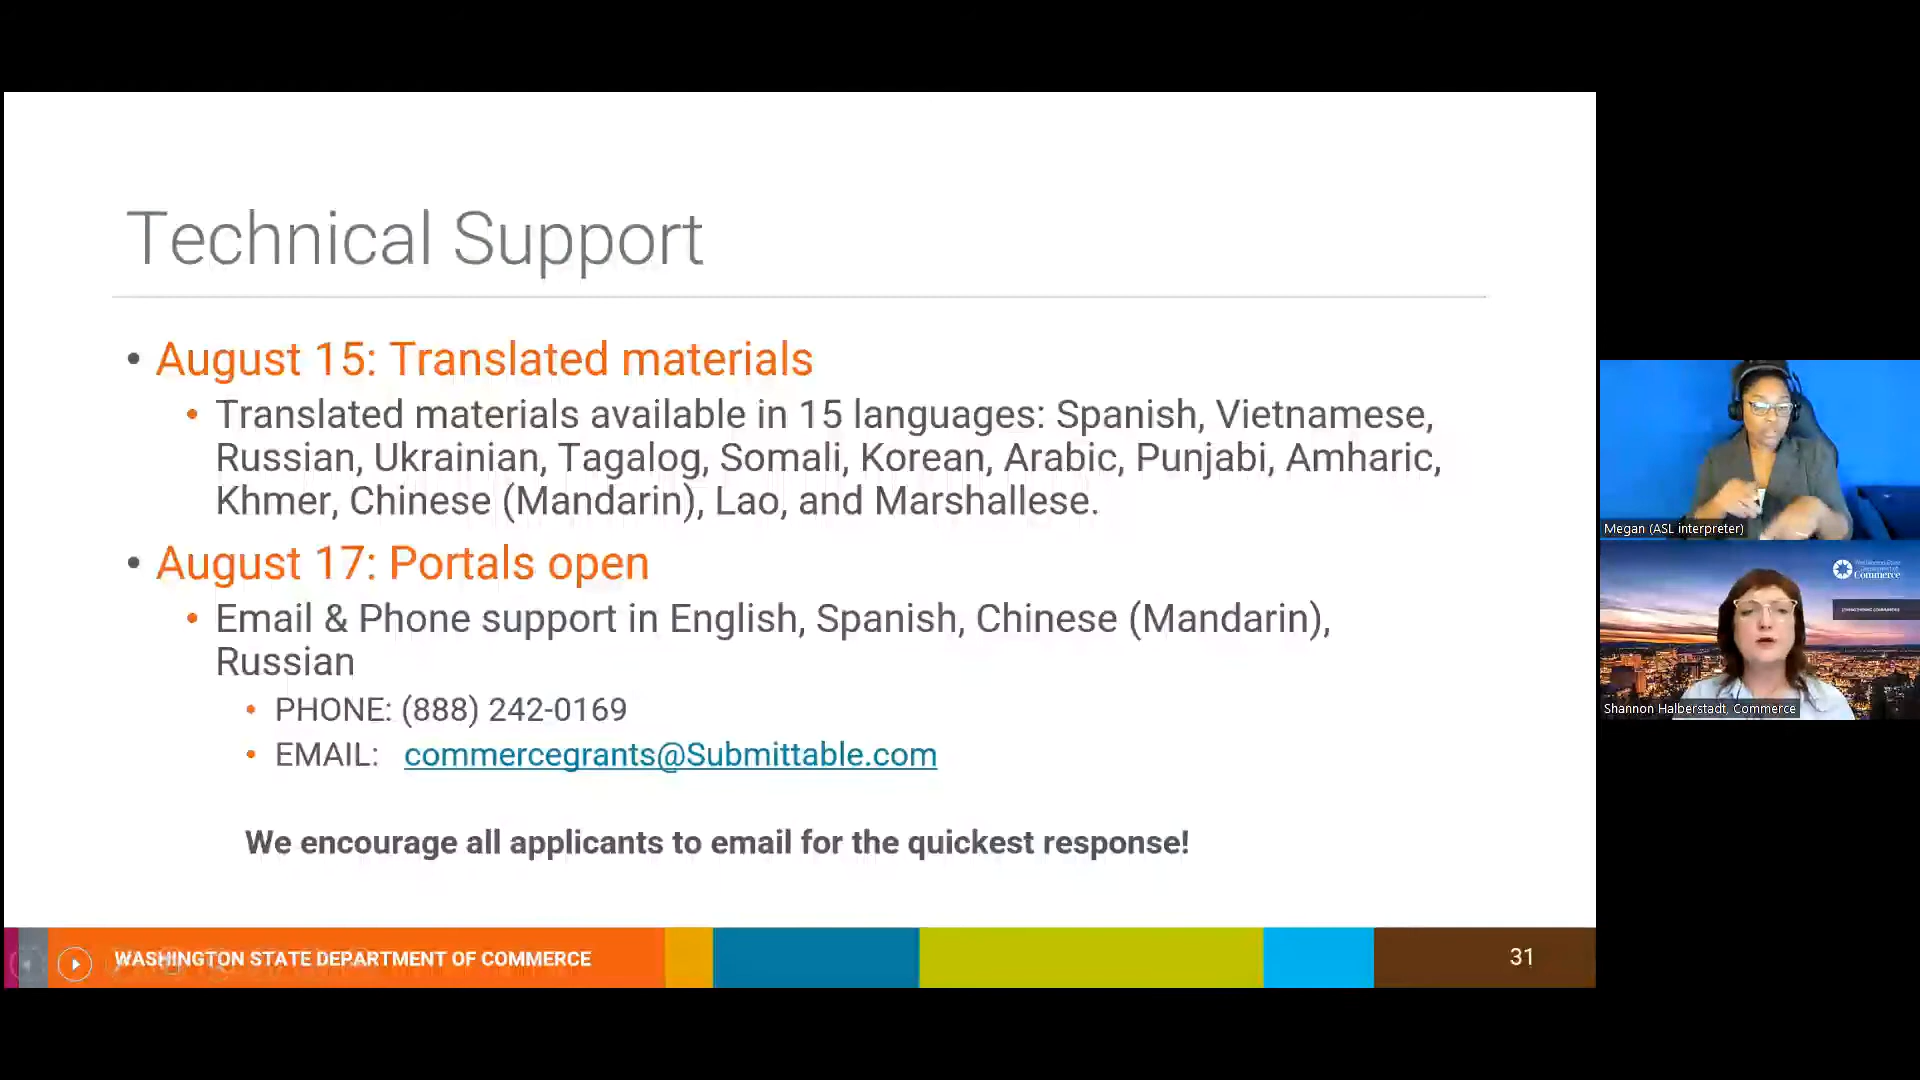 Technical Support
• August 15: Translated materials
• Translated materials available in 15 languages: Spanish, Vietnamese,
Russian, Ukrainian, Tagalog, Somali, Korean, Arabic, Punjabi, Amharic,
Khmer, Chinese (Mandarin), Lao, and Marshallese.
• August 17: Portals open
• Email & Phone support in English, Spanish, Chinese (Mandarin),
Russian
• PHONE: (888) 242-0169
• EMAIL: commercegrants@Submittable.com
We encourage all applicants to email for the quickest response!
WASHINGTON STATE DEPARTMENT OF COMMERCE
31
Megan (ASL interpreter)
Commerce
Shannon Halberstadt, Commerce